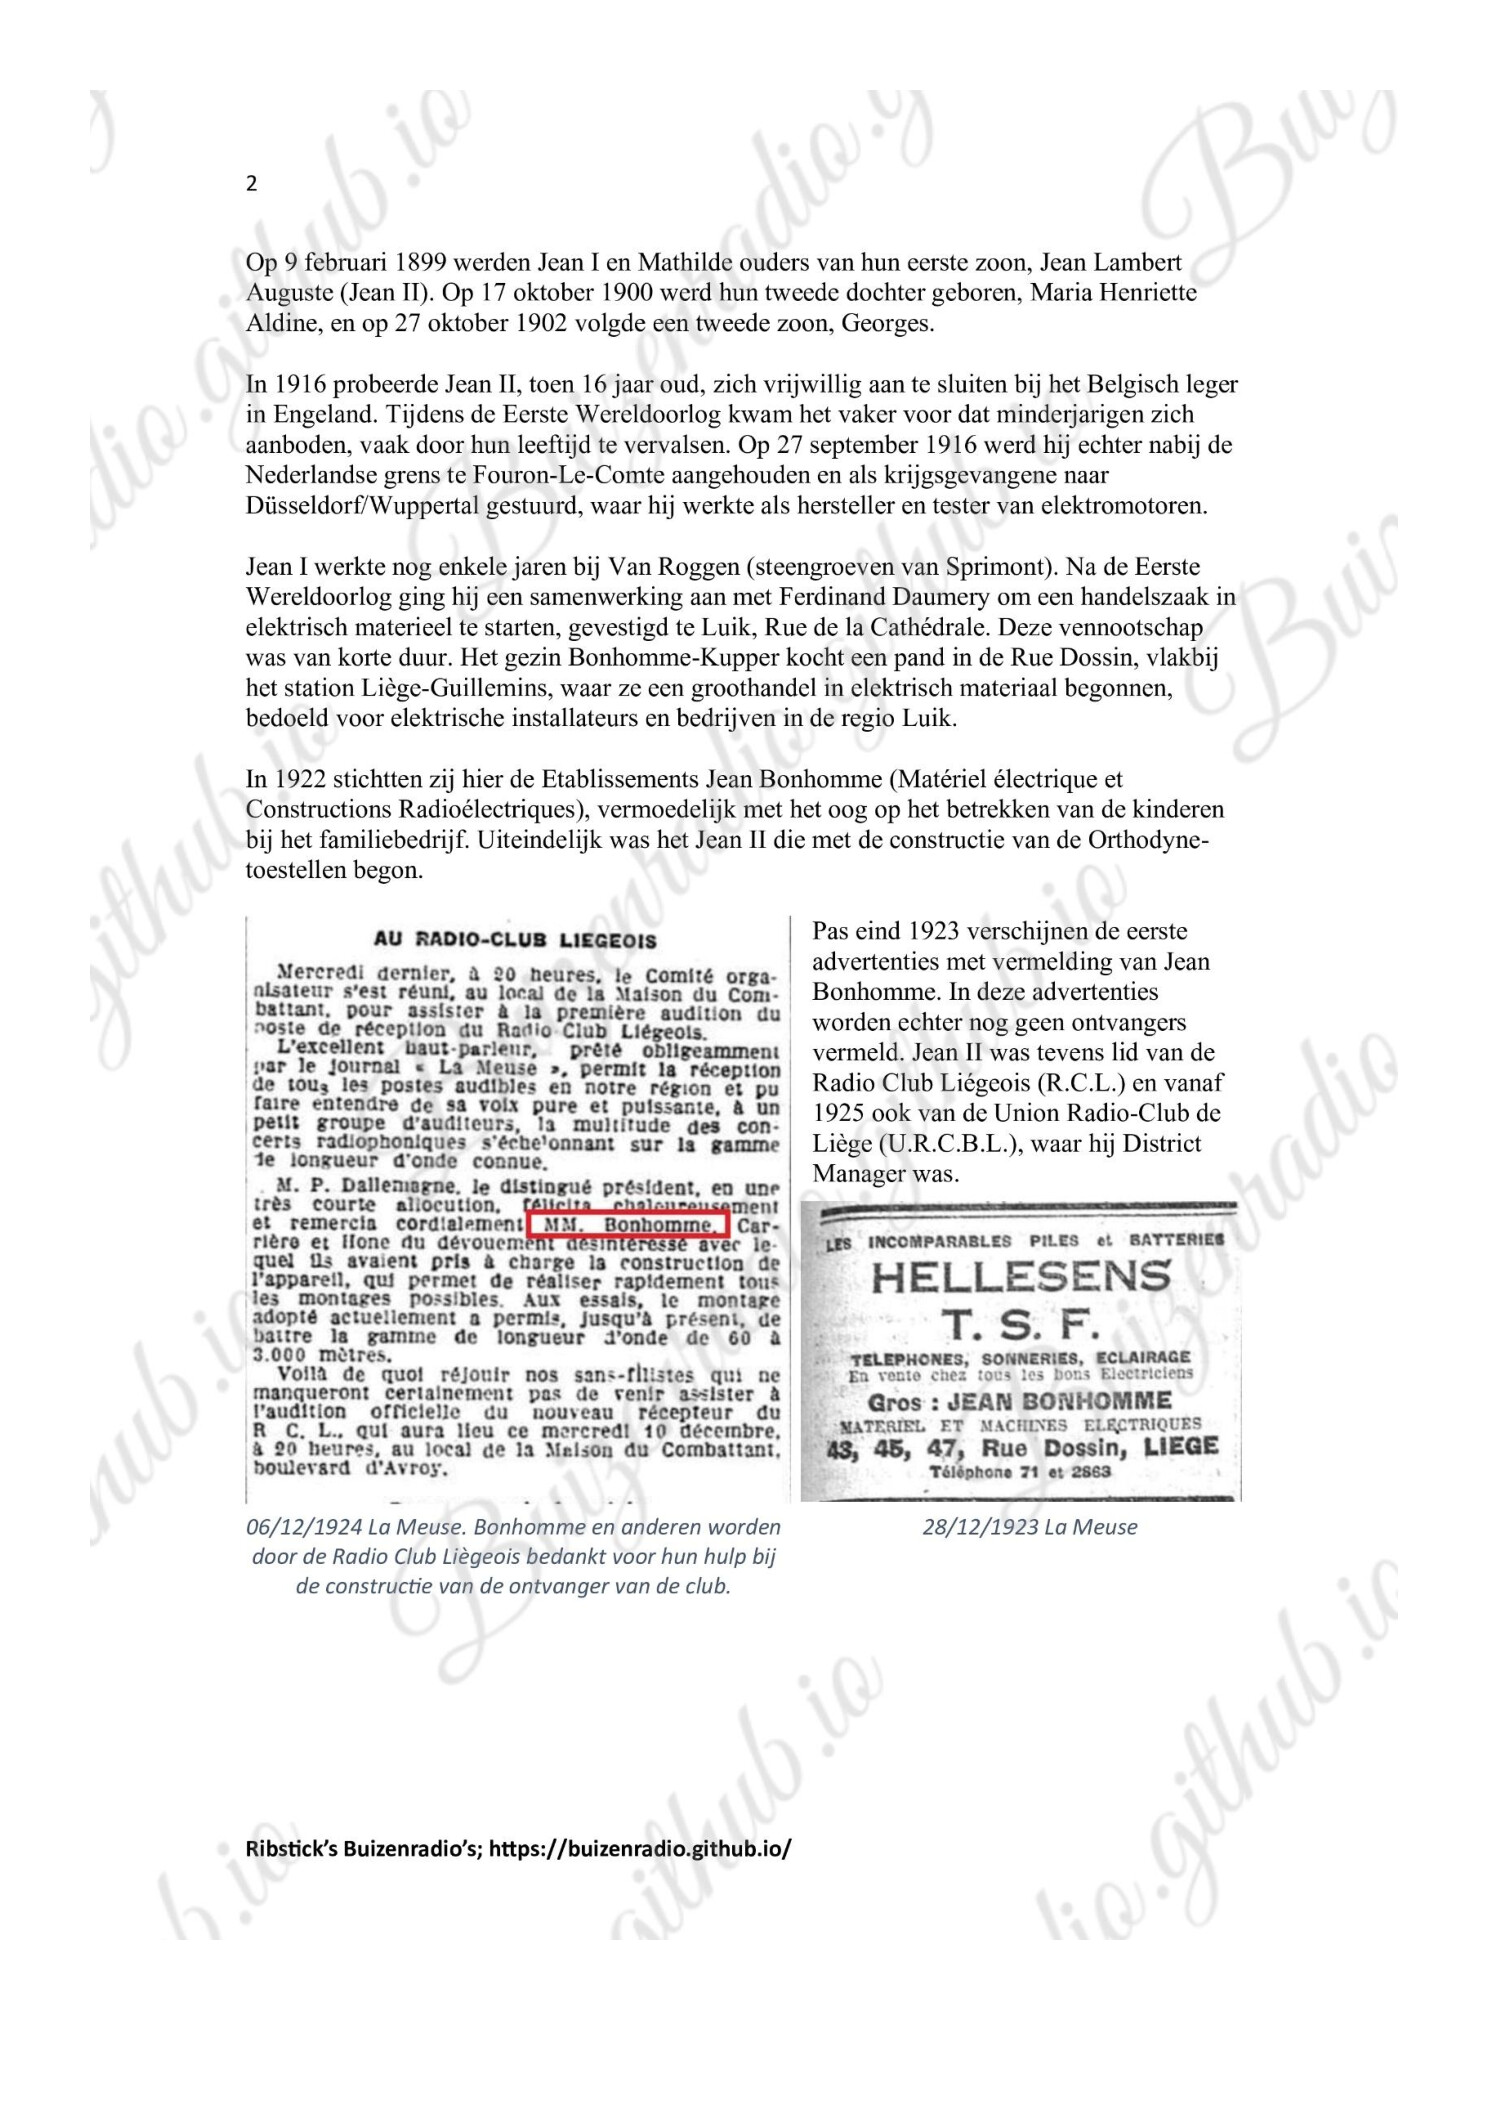 2
Op 9 februari 1899 werden Jean I en Mathilde ouders van hun eerste zoon, Jean Lambert
Auguste (Jean II). Op 17 oktober 1900 werd hun tweede dochter geboren, Maria Henriette
Aldine, en op 27 oktober 1902 volgde een tweede zoon, Georges.
In 1916 probeerde Jean II, toen 16 jaar oud, zich vrijwillig aan te sluiten bij het Belgisch leger
in Engeland. Tijdens de Eerste Wereldoorlog kwam het vaker voor dat minderjarigen zich
aanboden, vaak door hun leeftijd te vervalsen. Op 27 september 1916 werd hij echter nabij de
Nederlandse grens te Fouron-Le-Comte aangehouden en als krijgsgevangene naar
Düsseldorf/Wuppertal gestuurd, waar hij werkte als hersteller en tester van elektromotoren.
Jean I werkte nog enkele jaren bij Van Roggen (steengroeven van Sprimont). Na de Eerste
Wereldoorlog ging hij een samenwerking aan met Ferdinand Daumery om een handelszaak in
elektrisch materieel te starten, gevestigd te Luik, Rue de la Cathédrale. Deze vennootschap
was van korte duur. Het gezin Bonhomme-Kupper kocht een pand in de Rue Dossin, vlakbij
het station Liège-Guillemins, waar ze een groothandel in elektrisch materiaal begonnen,
bedoeld voor elektrische installateurs en bedrijven in de regio Luik.
In 1922 stichtten zij hier de Etablissements Jean Bonhomme (Matériel électrique et
Constructions Radioélectriques), vermoedelijk met het oog op het betrekken van de kinderen
bij het familiebedrijf. Uiteindelijk was het Jean II die met de constructie van de Orthodyne-
toestellen begon.
AU RADIO-CLUB LIEGEOIS
Mercredi dernier, à 20 heures, le Comité orga-
nisateur s'est réuni, au local de la Maison du Com-
battant, pour assister à la première audition du
poste de réception du Radio Club Liégeois.
L'excellent haut-parleur, prêté obligeamment
par le journal « La Meuse », permit la réception
de tous les postes audibles en notre région et pu
faire entendre de sa voix pure et puissante, à un
petit groupe d'auditeurs, la multitude des con-
certs radiophoniques s'échelonnant sur la gamme
de longueur d'onde connue.
M. P. Dallemagne, le distingué président, en une
très courte allocution, félicita chaleureusement
et remercia cordialement MM. Bonhomme, Car-
rière et Ilone du dévouement désintéressé avec le-
quel ils avaient pris à charge la construction de
l'appareil, qui permet de réaliser rapidement tous
les montages possibles. Aux essais, le montage
adopté actuellement a permis, jusqu'à présent, de
battre la gamme de longueur d'onde de 60 à
3.000 mètres.
Voilà de quoi réjouir nos sans-filistes qui ne
manqueront certainement pas de venir assister à
l'audition officielle du nouveau récepteur du
R C. L., qui aura lieu ce mercredi 10 décembre,
à 20 heures, au local de la Maison du Combattant,
boulevard d'Avroy.
06/12/1924 La Meuse. Bonhomme en anderen worden
door de Radio Club Liègeois bedankt voor hun hulp bij
de constructie van de ontvanger van de club.
Pas eind 1923 verschijnen de eerste
advertenties met vermelding van Jean
Bonhomme. In deze advertenties
worden echter nog geen ontvangers
vermeld. Jean II was tevens lid van de
Radio Club Liégeois (R.C.L.) en vanaf
1925 ook van de Union Radio-Club de
Liège (U.R.C.B.L.), waar hij District
Manager was.
LES INCOMPARABLES PILES et BATTERIES
HELLESENS
T. S. F.
TELEPHONES, SONNERIES, ECLAIRAGE
En vente chez tous les bons Electriciens
Gros : JEAN BONHOMME
MATERIEL ET MACHINES ELECTRIQUES
43, 45, 47, Rue Dossin, LIEGE
Téléphone 71 et 2863
28/12/1923 La Meuse
Ribstick’s Buizenradio’s; https://buizenradio.github.io/
Buizenradio.github.io